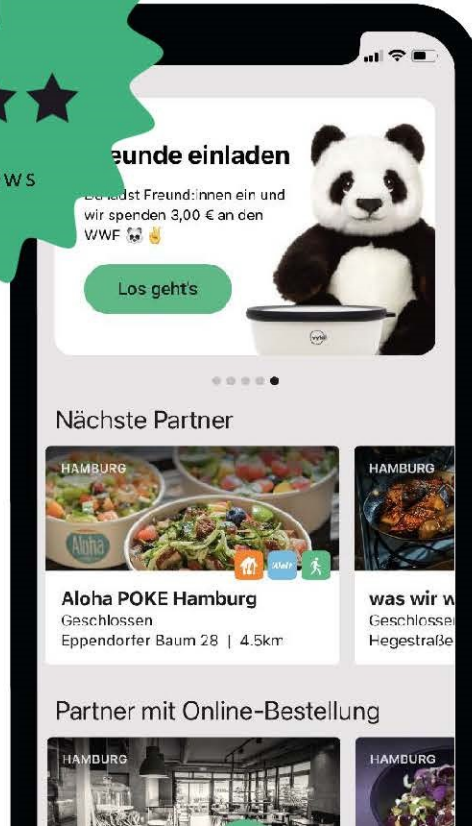 WS
eunde einladen
Du lädst Freund:innen ein und
wir spenden 3,00 € an den
WWF 🐼 ✌️
Los geht's
vytal
Nächste Partner
HAMBURG
HAMBURG
Aloha
Wolt
Aloha POKE Hamburg
was wir w
Geschlossen
Geschlosse
Eppendorfer Baum 28 | 4.5km
Hegestraße
Partner mit Online-Bestellung
HAMBURG
HAMBURG